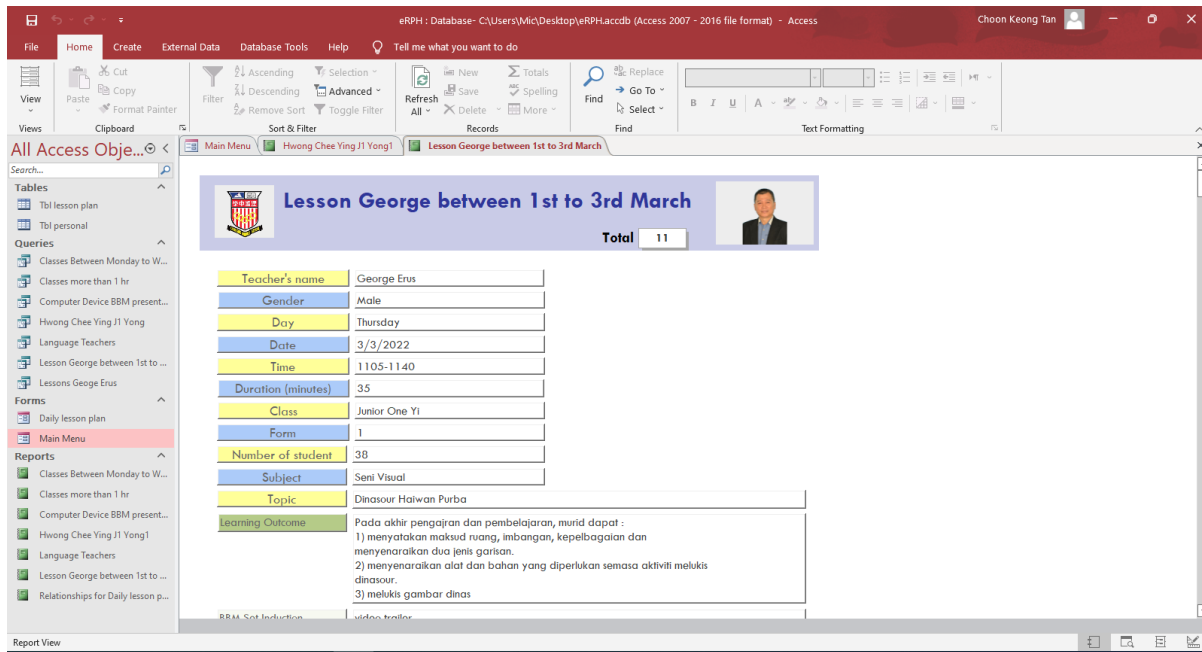 eRPH : Database- C:\Users\Mic\Desktop\eRPH.accdb (Access 2007 - 2016 file format) - Access
Choon Keong Tan
File Home Create External Data Database Tools Help Tell me what you want to do
View
Views
Paste
Cut
Copy
Format Painter
Clipboard
Filter
Ascending
Descending
Remove Sort
Selection
Advanced
Toggle Filter
Sort & Filter
Refresh
All
New
Save
Delete
Totals
Spelling
More
Records
Find
Replace
Go To
Select
Find
B I U A
Text Formatting
All Access Obje...
Search...
Tables
Tbl lesson plan
Tbl personal
Queries
Classes Between Monday to W...
Classes more than 1 hr
Computer Device BBM present...
Hwong Chee Ying J1 Yong
Language Teachers
Lesson George between 1st to ...
Lessons Geoge Erus
Forms
Daily lesson plan
Main Menu
Reports
Classes Between Monday to W...
Classes more than 1 hr
Computer Device BBM present...
Hwong Chee Ying J1 Yong1
Language Teachers
Lesson George between 1st to ...
Relationships for Daily lesson p...
Main Menu Hwong Chee Ying J1 Yong1 Lesson George between 1st to 3rd March
Lesson George between 1st to 3rd March
Total 11
Teacher's name George Erus
Gender Male
Day Thursday
Date 3/3/2022
Time 1105-1140
Duration (minutes) 35
Class Junior One Yi
Form 1
Number of student 38
Subject Seni Visual
Topic Dinasour Haiwan Purba
Learning Outcome Pada akhir pengajran dan pembelajaran, murid dapat :
1) menyatakan maksud ruang, imbangan, kepelbagaian dan
menyenaraikan dua jenis garisan.
2) menyenaraikan alat dan bahan yang diperlukan semasa aktiviti melukis
dinasour.
3) melukis gambar dinas
BBM Set Induction video trailor
Report View